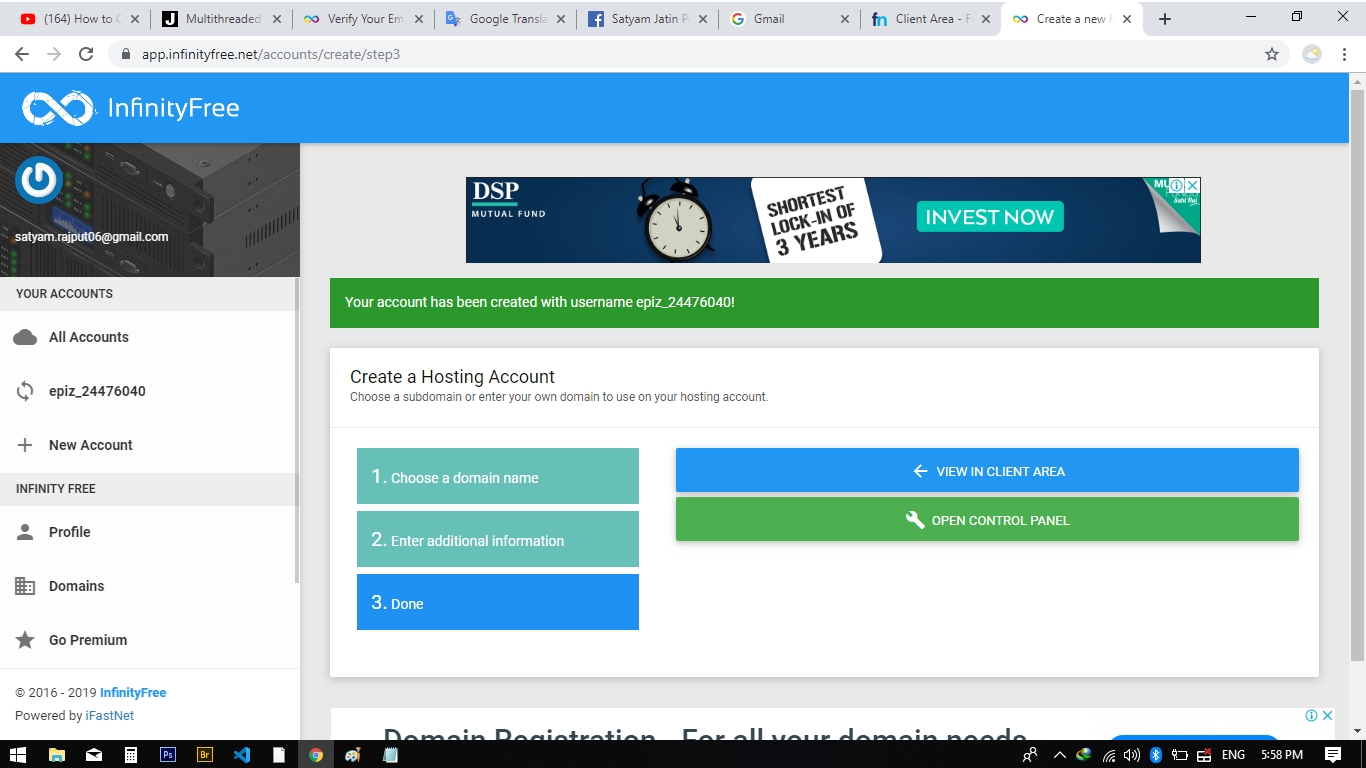 (164) How to C
Multithreaded
Verify Your Ema
Google Transla
Satyam Jatin P
Gmail
Client Area - F
Create a new H
app.infinityfree.net/accounts/create/step3
InfinityFree
satyam.rajput06@gmail.com
YOUR ACCOUNTS
All Accounts
epiz_24476040
New Account
INFINITY FREE
Profile
Domains
Go Premium
© 2016 - 2019 InfinityFree
Powered by iFastNet
DSP
MUTUAL FUND
SHORTEST
LOCK-IN OF
3 YEARS
INVEST NOW
Your account has been created with username epiz_24476040!
Create a Hosting Account
Choose a subdomain or enter your own domain to use on your hosting account.
1. Choose a domain name
2. Enter additional information
3. Done
VIEW IN CLIENT AREA
OPEN CONTROL PANEL
Domain Registration - For all your domain needs
Ps
Br
ENG
5:58 PM